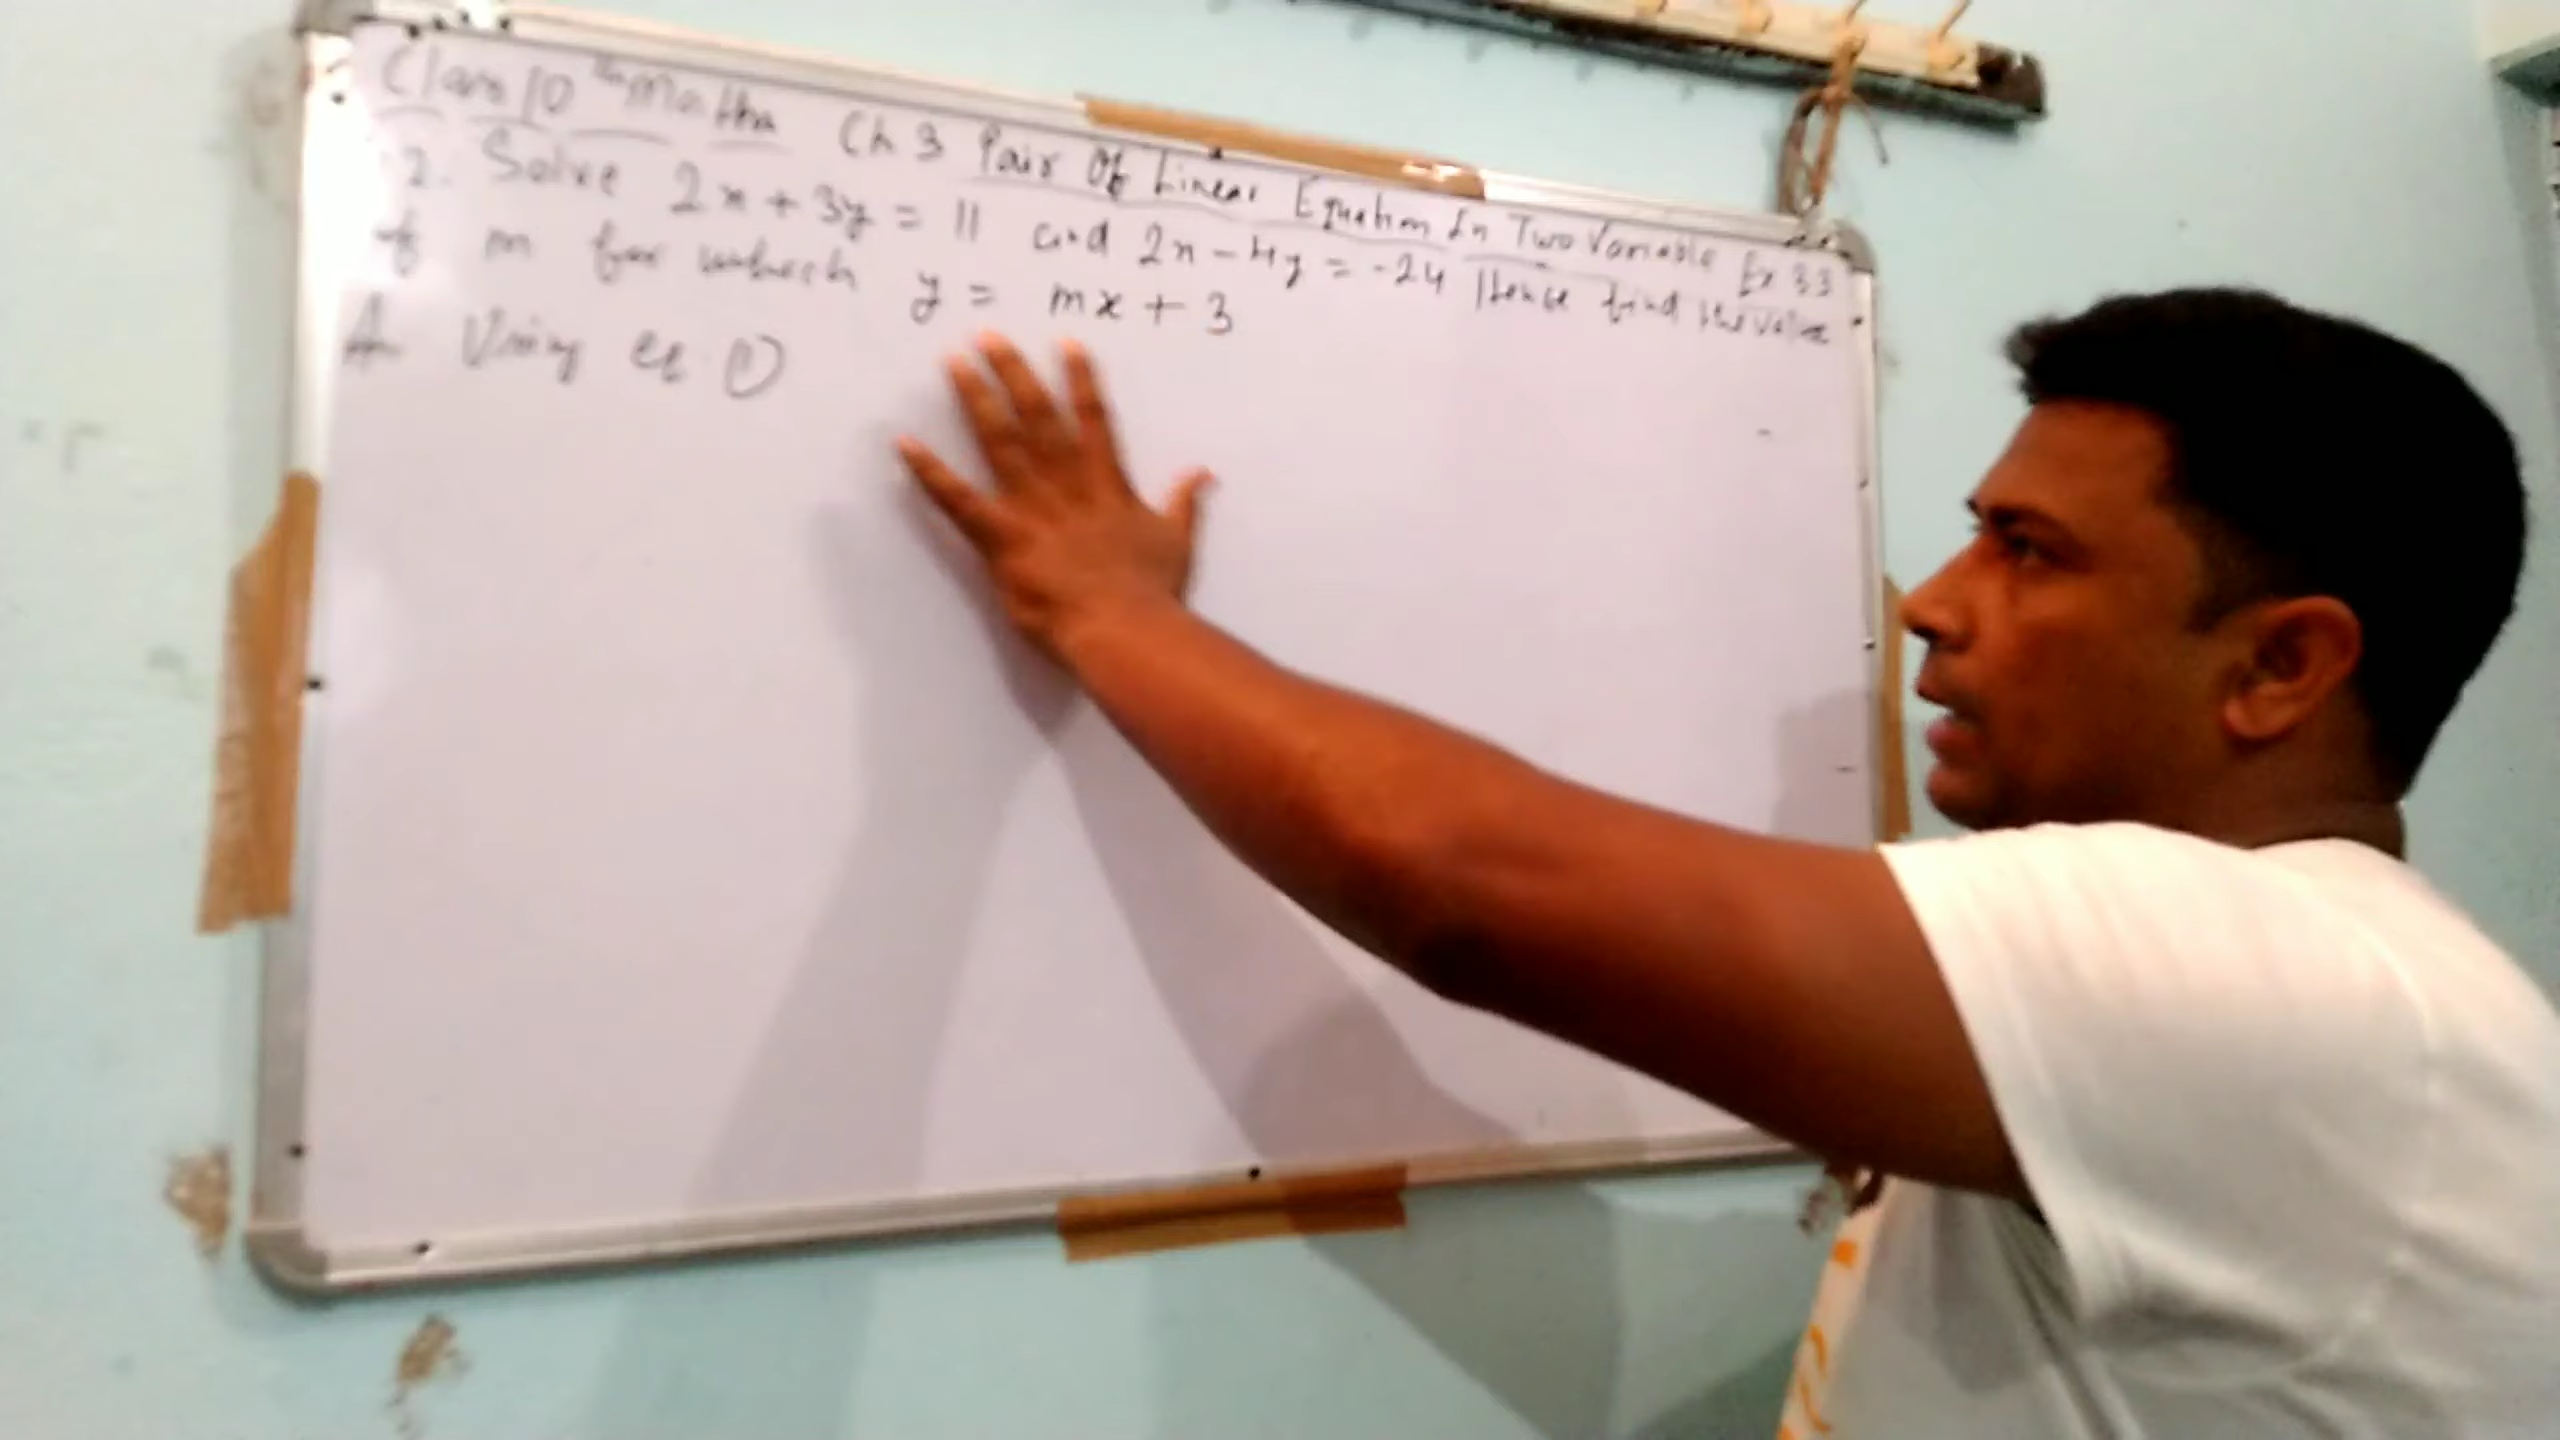 Class 10th Maths Ch 3 Pair Of Linear Equation In Two Variable Ex 3.3
2. Solve 2x + 3y = 11 and 2x - 4y = -24 Hence find the value
of m for which y = mx + 3
An Using eq. ①